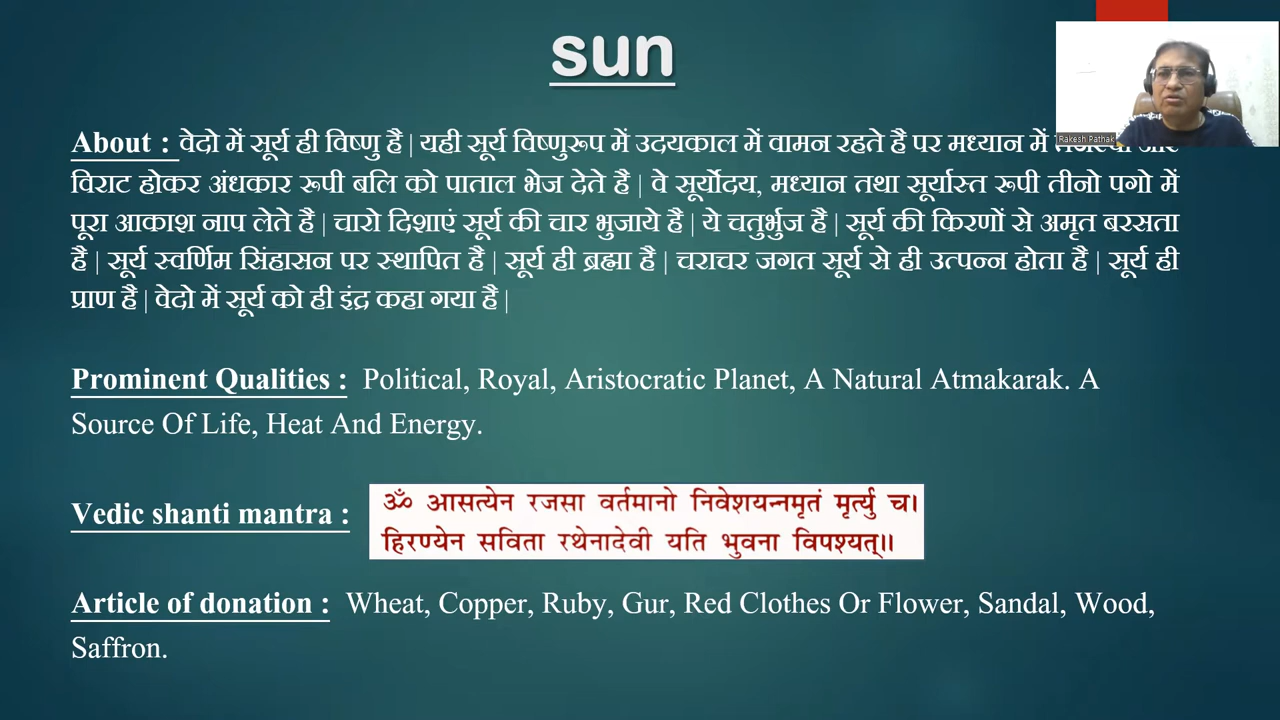 sun
About : वेदो में सूर्य ही विष्णु है | यही सूर्य विष्णुरूप में उदयकाल में वामन रहते है पर मध्यान में और
विराट होकर अंधकार रूपी बलि को पाताल भेज देते है | वे सूर्योदय, मध्यान तथा सूर्यास्त रूपी तीनो पगो में
पूरा आकाश नाप लेते है | चारो दिशाएं सूर्य की चार भुजाये है | ये चतुर्भुज है | सूर्य की किरणों से अमृत बरसता
है | सूर्य स्वर्णिम सिंहासन पर स्थापित है | सूर्य ही ब्रह्मा है | चराचर जगत सूर्य से ही उत्पन्न होता है | सूर्य ही
प्राण है | वेदो में सूर्य को ही इंद्र कहा गया है |
Prominent Qualities : Political, Royal, Aristocratic Planet, A Natural Atmakarak. A
Source Of Life, Heat And Energy.
Vedic shanti mantra :
ॐ आसत्येन रजसा वर्तमानो निवेशयन्नमृतं मृर्त्यु च।
हिरण्येन सविता रथेनादेवी यति भुवना विपश्यत्॥
Article of donation : Wheat, Copper, Ruby, Gur, Red Clothes Or Flower, Sandal, Wood,
Saffron.
Rakesh Pathak